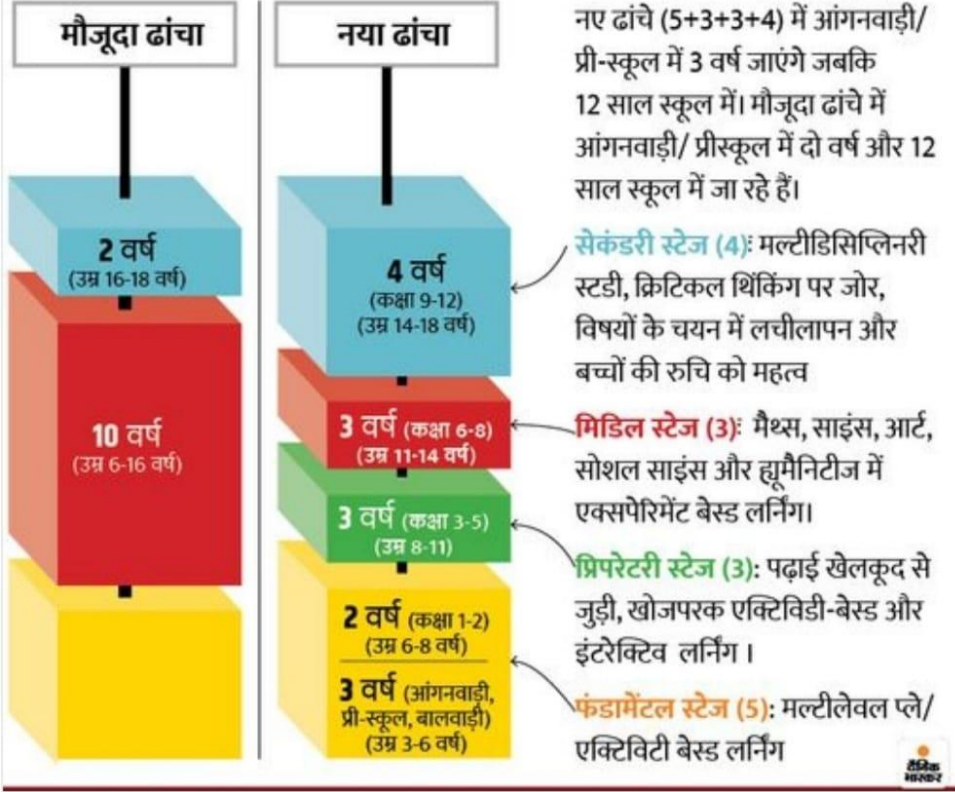 मौजूदा ढांचा
2 वर्ष
(उम्र 16-18 वर्ष)
10 वर्ष
(उम्र 6-16 वर्ष)
नया ढांचा
4 वर्ष
(कक्षा 9-12)
(उम्र 14-18 वर्ष)
3 वर्ष (कक्षा 6-8)
(उम्र 11-14 वर्ष)
3 वर्ष (कक्षा 3-5)
(उम्र 8-11)
2 वर्ष (कक्षा 1-2)
(उम्र 6-8 वर्ष)
3 वर्ष (आंगनवाड़ी,
प्री-स्कूल, बालवाड़ी)
(उम्र 3-6 वर्ष)
नए ढांचे (5+3+3+4) में आंगनवाड़ी/
प्री-स्कूल में 3 वर्ष जाएंगे जबकि
12 साल स्कूल में। मौजूदा ढांचे में
आंगनवाड़ी/ प्रीस्कूल में दो वर्ष और 12
साल स्कूल में जा रहे हैं।
सेकंडरी स्टेज (4): मल्टीडिसिप्लिनरी
स्टडी, क्रिटिकल थिंकिंग पर जोर,
विषयों के चयन में लचीलापन और
बच्चों की रुचि को महत्व
मिडिल स्टेज (3): मैथ्स, साइंस, आर्ट,
सोशल साइंस और ह्यूमैनिटीज में
एक्सपेरिमेंट बेस्ड लर्निंग।
प्रिपरेटरी स्टेज (3): पढ़ाई खेलकूद से
जुड़ी, खोजपरक एक्टिविडी-बेस्ड और
इंटरेक्टिव लर्निंग ।
फंडामेंटल स्टेज (5): मल्टीलेवल प्ले/
एक्टिविटी बेस्ड लर्निंग
दैनिक
भास्कर